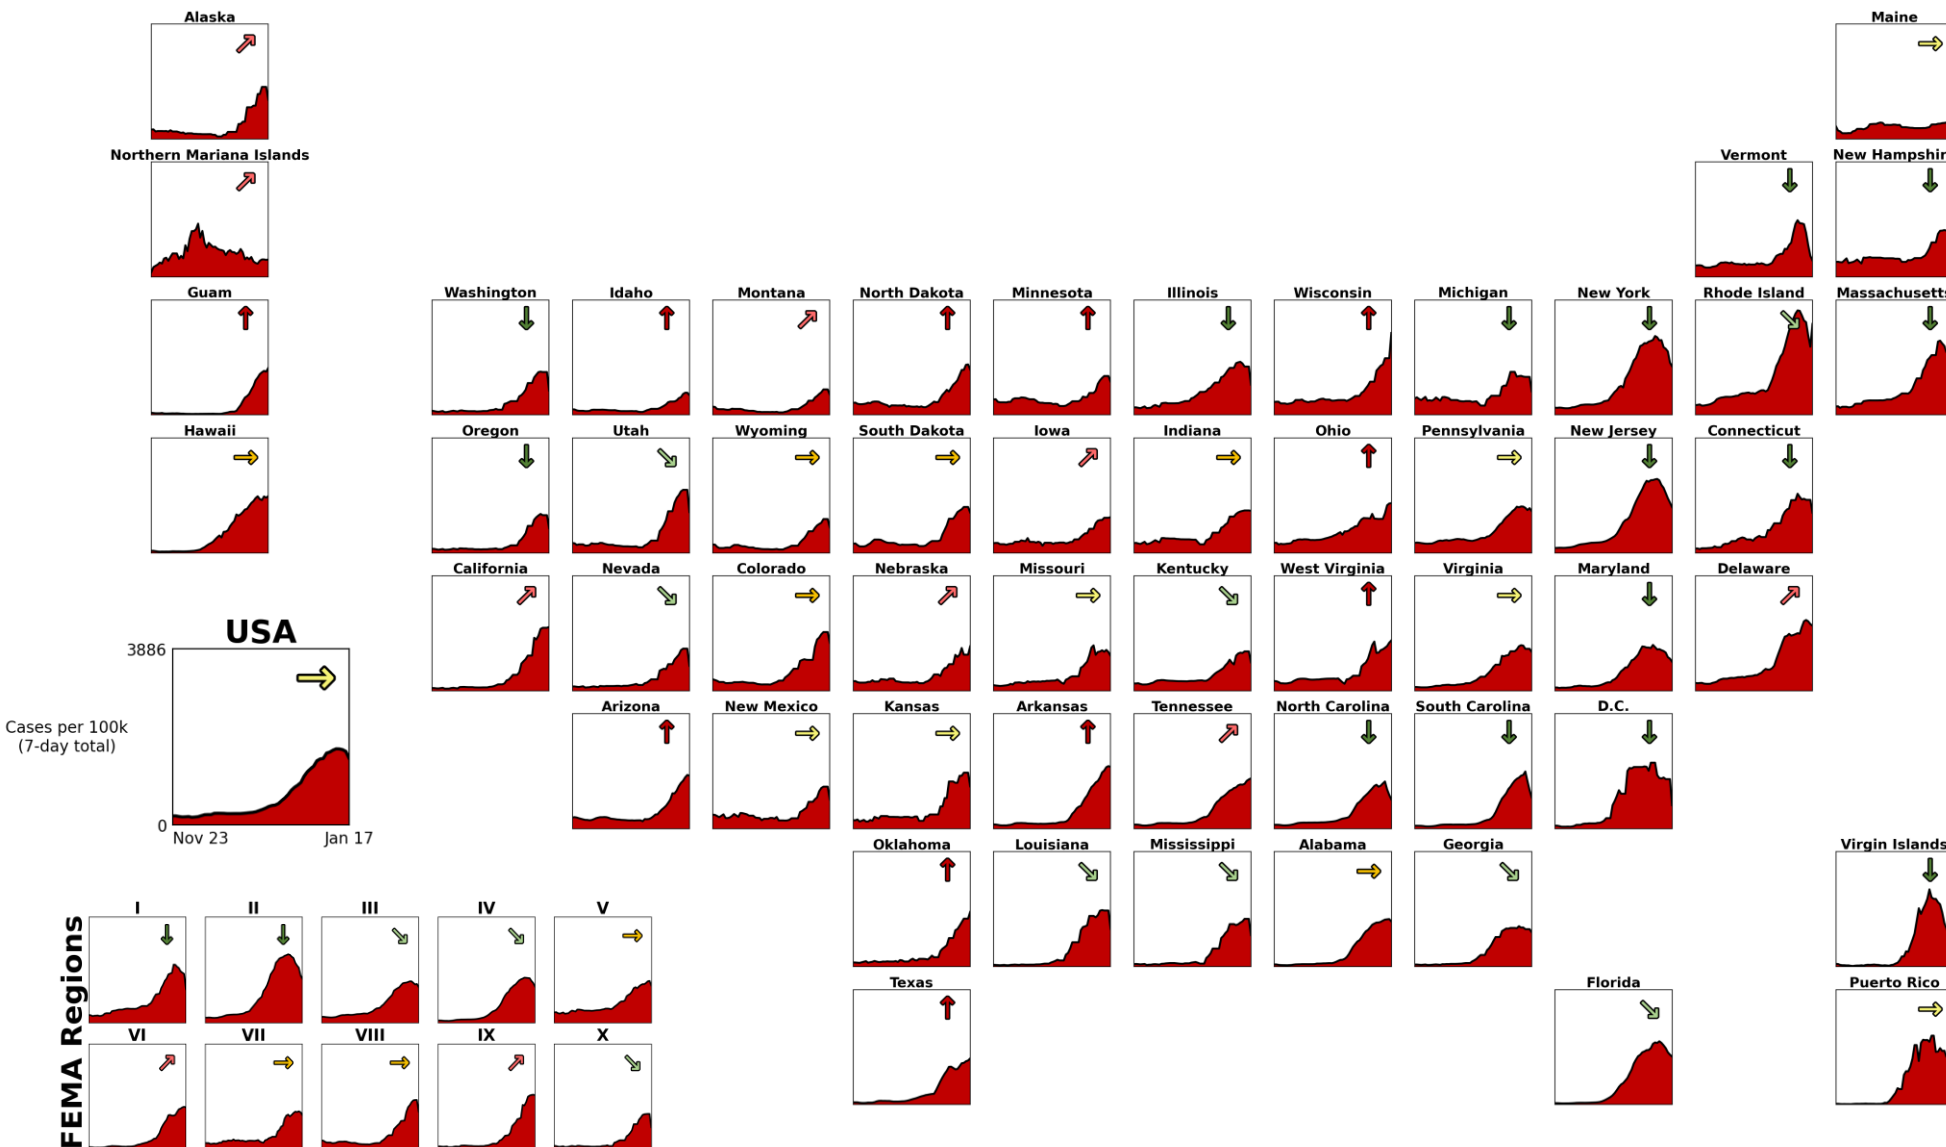 Alaska
Maine
Northern Mariana Islands
Vermont
New Hampshir
Guam
Washington
Idaho
Montana
North Dakota
Minnesota
Illinois
Wisconsin
Michigan
New York
Rhode Island
Massachusetts
Hawaii
Oregon
Utah
Wyoming
South Dakota
Iowa
Indiana
Ohio
Pennsylvania
New Jersey
Connecticut
California
Nevada
Colorado
Nebraska
Missouri
Kentucky
West Virginia
Virginia
Maryland
Delaware
USA
3886
Cases per 100k
(7-day total)
0
Nov 23
Jan 17
Arizona
New Mexico
Kansas
Arkansas
Tennessee
North Carolina
South Carolina
D.C.
Oklahoma
Louisiana
Mississippi
Alabama
Georgia
Virgin Islands
Texas
Florida
Puerto Rico
FEMA Regions
I
II
III
IV
V
VI
VII
VIII
IX
X